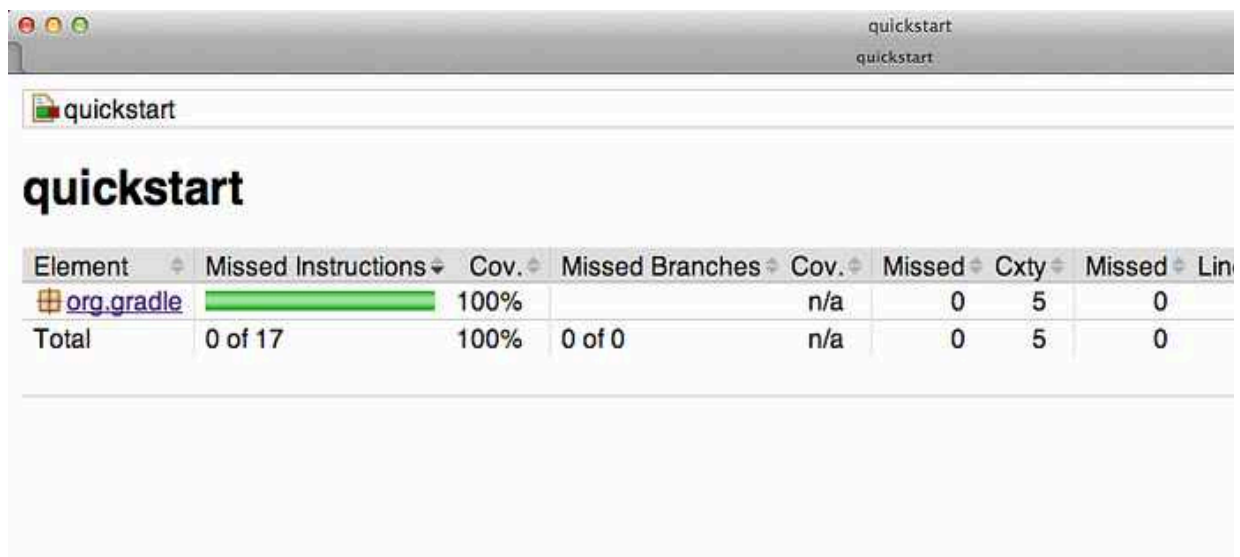 quickstart
quickstart
quickstart
quickstart
Element Missed Instructions Cov. Missed Branches Cov. Missed Cxty Missed
org.gradle 100% n/a 0 5 0
Total 0 of 17 100% 0 of 0 n/a 0 5 0